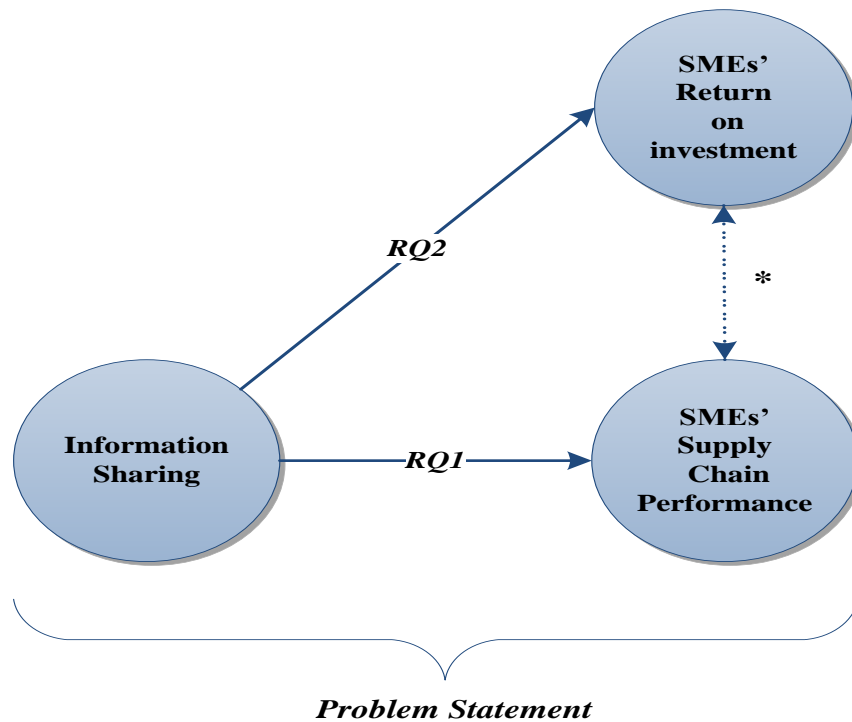 SMEs'
Return
on
investment
RQ2
*
Information
Sharing
RQ1
SMEs'
Supply
Chain
Performance
Problem Statement